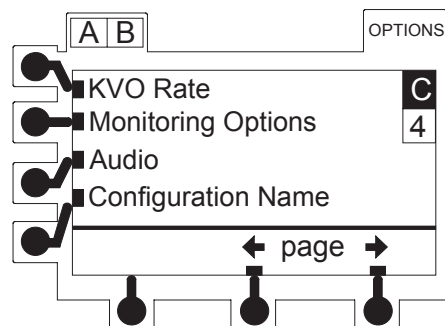 A B
OPTIONS
KVO Rate
C
Monitoring Options
4
Audio
Configuration Name
← page →